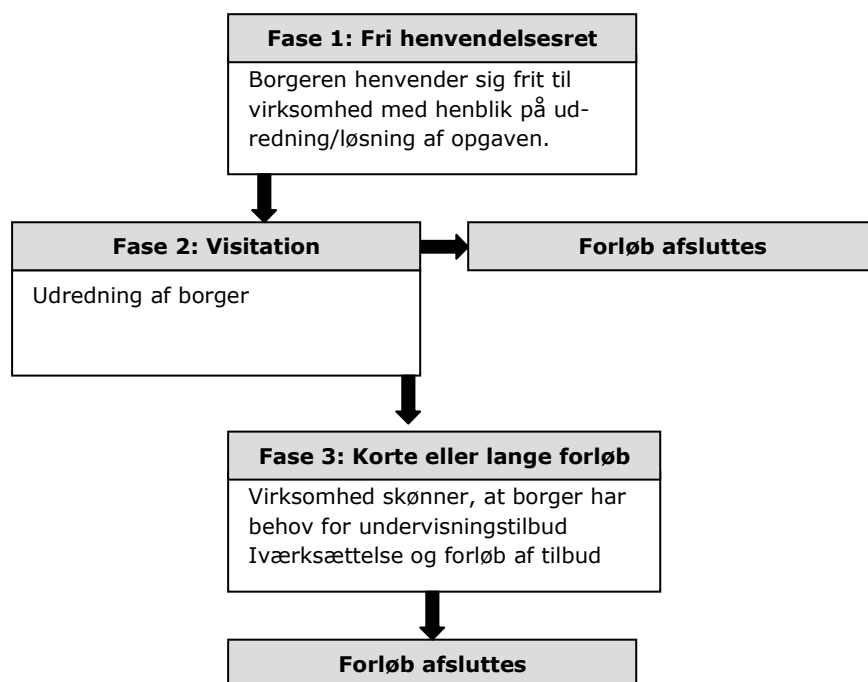 Fase 1: Fri henvendelsesret
Borgeren henvender sig frit til
virksomhed med henblik på ud-
redning/løsning af opgaven.
Fase 2: Visitation
Forløb afsluttes
Udredning af borger
Fase 3: Korte eller lange forløb
Virksomhed skønner, at borger har
behov for undervisningstilbud
Iværksættelse og forløb af tilbud
Forløb afsluttes